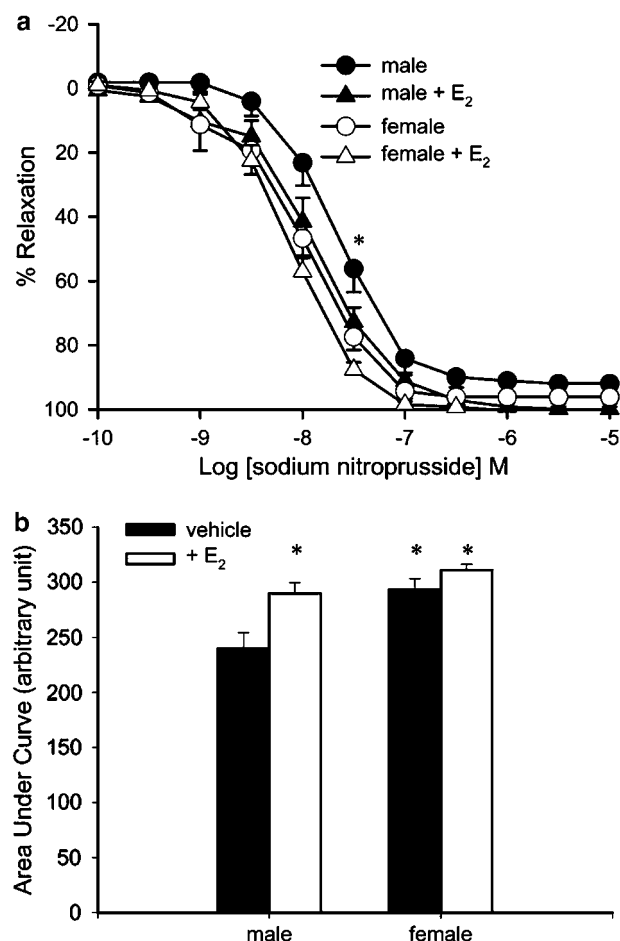 a
-20
0
20
40
60
80
100
% Relaxation
male
male + E2
female
female + E2
*
-10 -9 -8 -7 -6 -5
Log [sodium nitroprusside] M
b
350
300
250
200
150
100
50
0
Area Under Curve (arbitrary unit)
vehicle
+ E2
* * *
male female